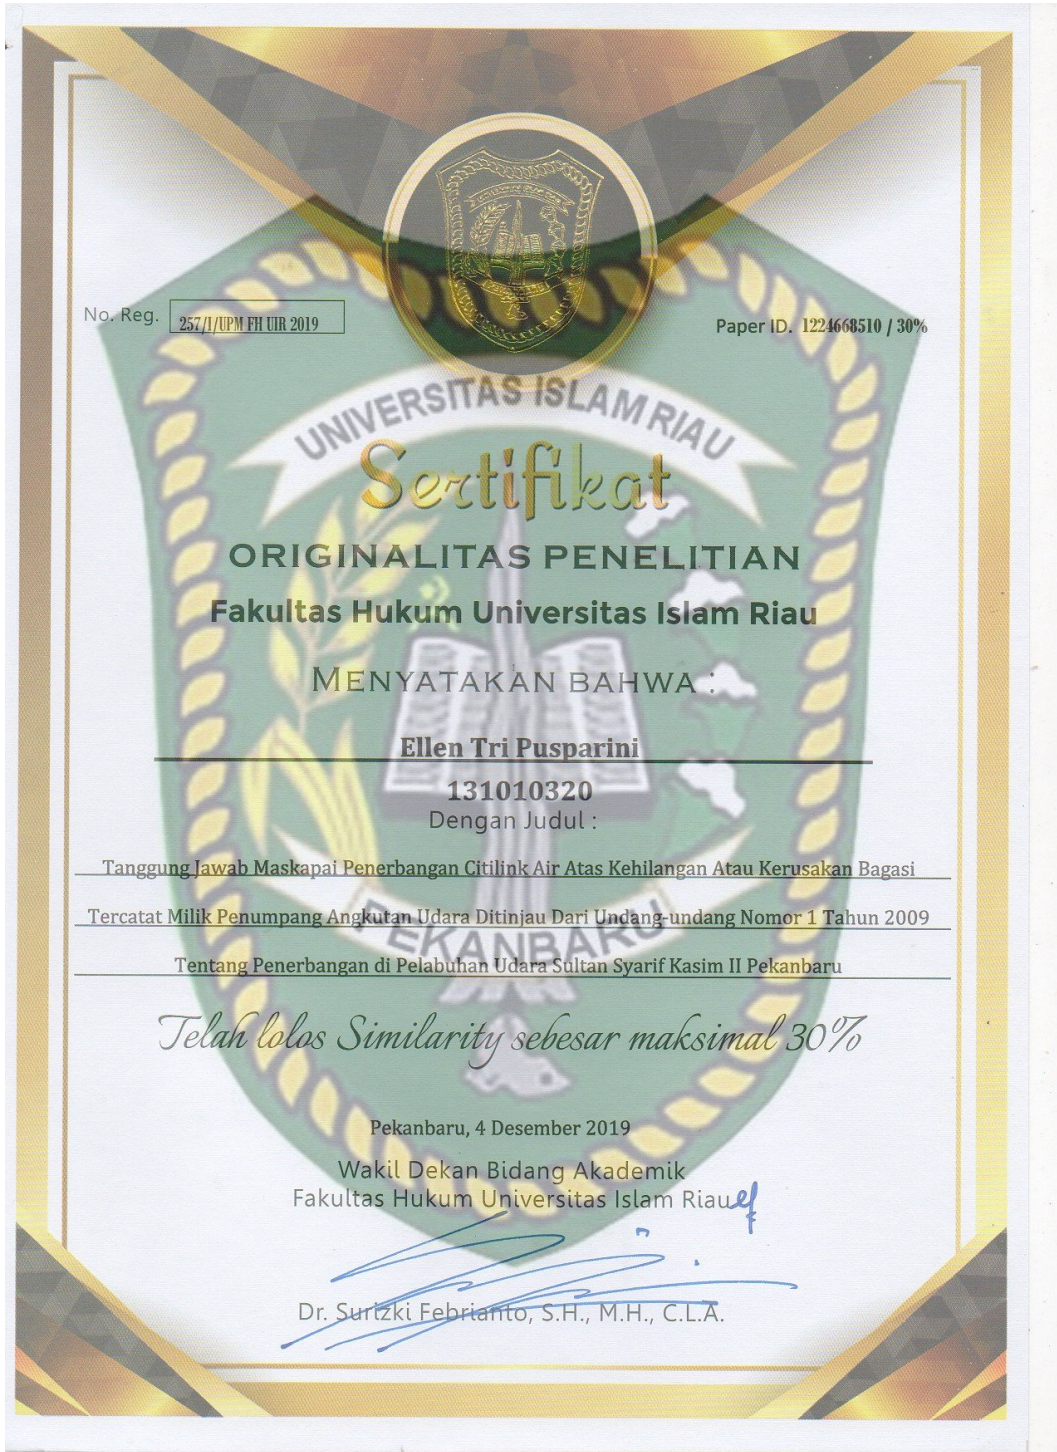 No. Reg. 257/I/UPM FH UIR 2019
Paper ID. 1224668510 / 30%
UNIVERSITAS ISLAM RIAU
Sertifikat
ORIGINALITAS PENELITIAN
Fakultas Hukum Universitas Islam Riau
MENYATAKAN BAHWA :
Ellen Tri Pusparini
131010320
Dengan Judul :
Tanggung Jawab Maskapai Penerbangan Citilink Air Atas Kehilangan Atau Kerusakan Bagasi
Tercatat Milik Penumpang Angkutan Udara Ditinjau Dari Undang-undang Nomor 1 Tahun 2009
PEKANBARU
Tentang Penerbangan di Pelabuhan Udara Sultan Syarif Kasim II Pekanbaru
Telah lolos Similarity sebesar maksimal 30%
Pekanbaru, 4 Desember 2019
Wakil Dekan Bidang Akademik
Fakultas Hukum Universitas Islam Riau
Dr. Surizki Febrianto, S.H., M.H., C.L.A.